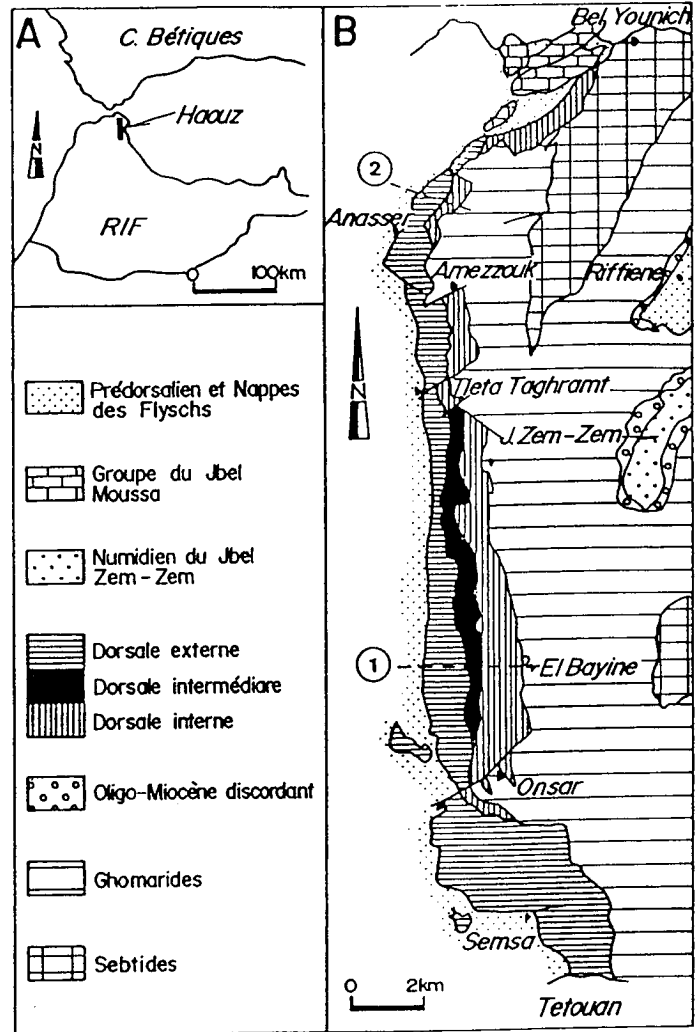 A
C. Bétiques
Haouz
N
RIF
100km
Prédorsalien et Nappes
des Flyschs
Groupe du Jbel
Moussa
Numidien du Jbel
Zem-Zem
Dorsale externe
Dorsale intermédiare
Dorsale interne
Oligo-Miocène discordant
Ghomarides
Sebtides
B
Bel Younich
2
Anasser
Amezzouk
Riffiene
N
Tleta Taghramt
J. Zem-Zem
1
El Bayine
Onsar
Semsa
0 2km
Tetouan